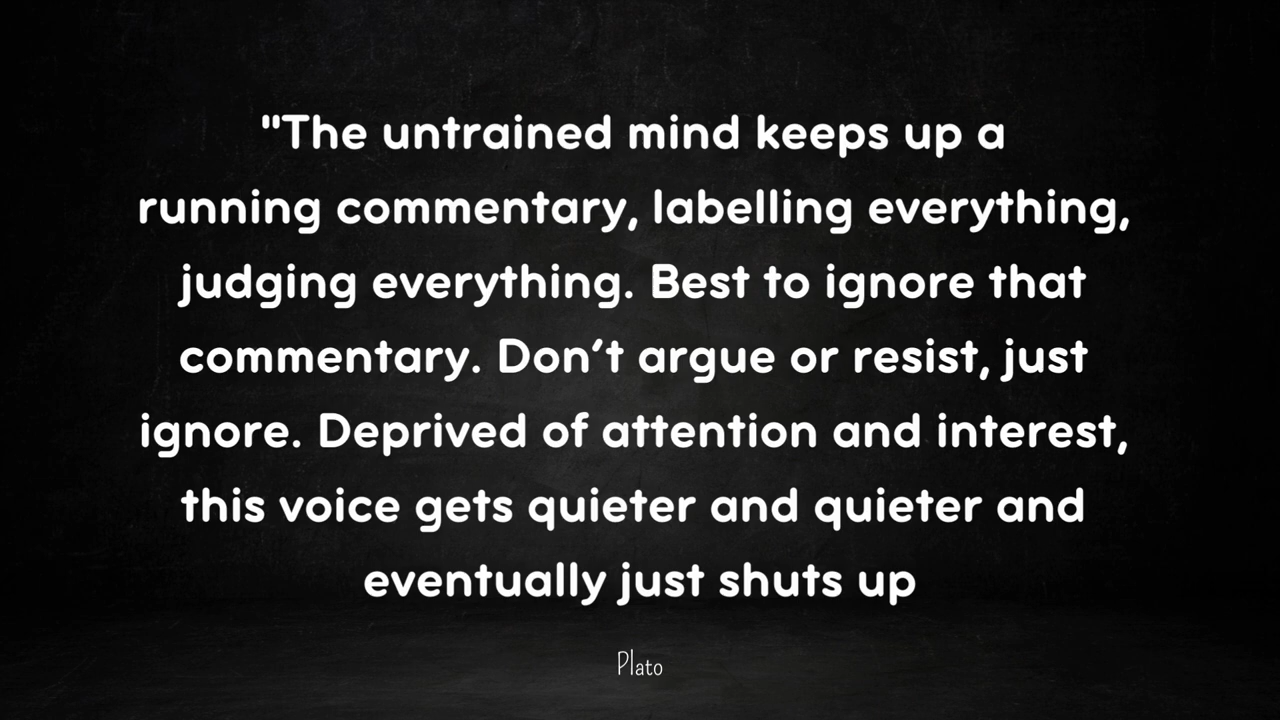 "The untrained mind keeps up a
running commentary, labelling everything,
judging everything. Best to ignore that
commentary. Don’t argue or resist, just
ignore. Deprived of attention and interest,
this voice gets quieter and quieter and
eventually just shuts up
Plato